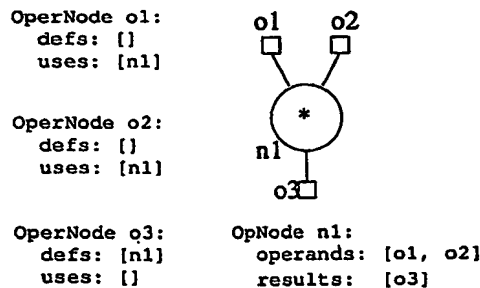 OperNode o1:
defs: []
uses: [n1]
OperNode o2:
defs: []
uses: [n1]
OperNode o3:
defs: [n1]
uses: []
o1 o2
*
n1
o3
OpNode n1:
operands: [o1, o2]
results: [o3]